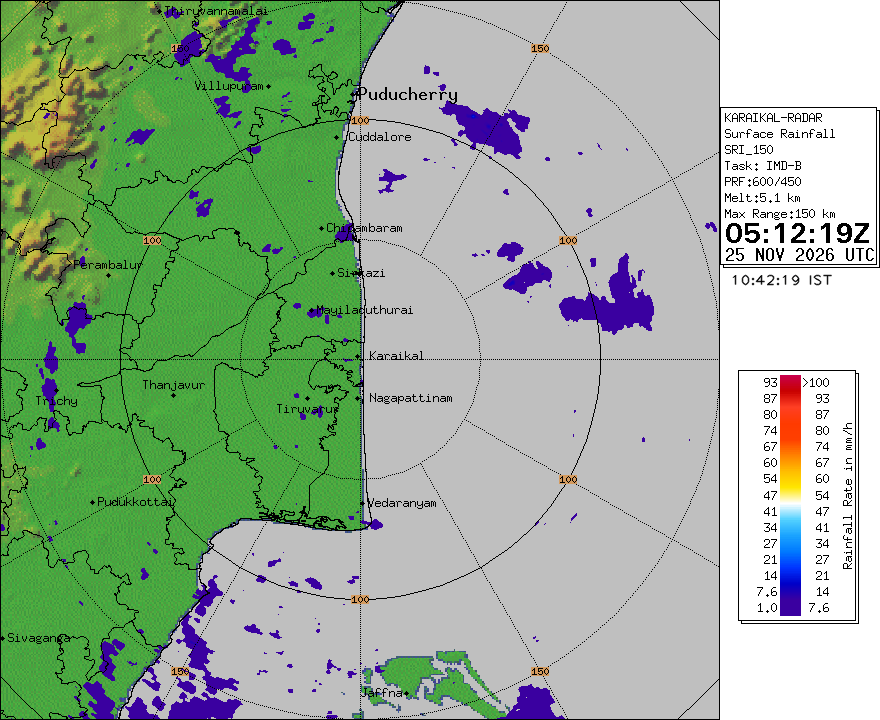 Thiruvannamalai
150
150
Villupuram
Puducherry
100
Cuddalore
KARAIKAL-RADAR
Surface Rainfall
SRI_150
Task: IMD-B
PRF:600/450
Melt:5.1 km
Max Range:150 km
05:12:19Z
25 NOV 2026 UTC
10:42:19 IST
Chidambaram
100
100
Perambalur
Sirkazi
Mayiladuthurai
Karaikal
Thanjavur
Trichy
Tiruvarur
Nagapattinam
100
100
Pudukkottai
Vedaranyam
100
Sivaganga
150
150
Jaffna
93 >100
87 93
80 87
74 80
67 74
60 67
54 60
47 54
41 47
34 41
27 34
21 27
14 21
7.6 14
1.0 7.6
Rainfall Rate in mm/h